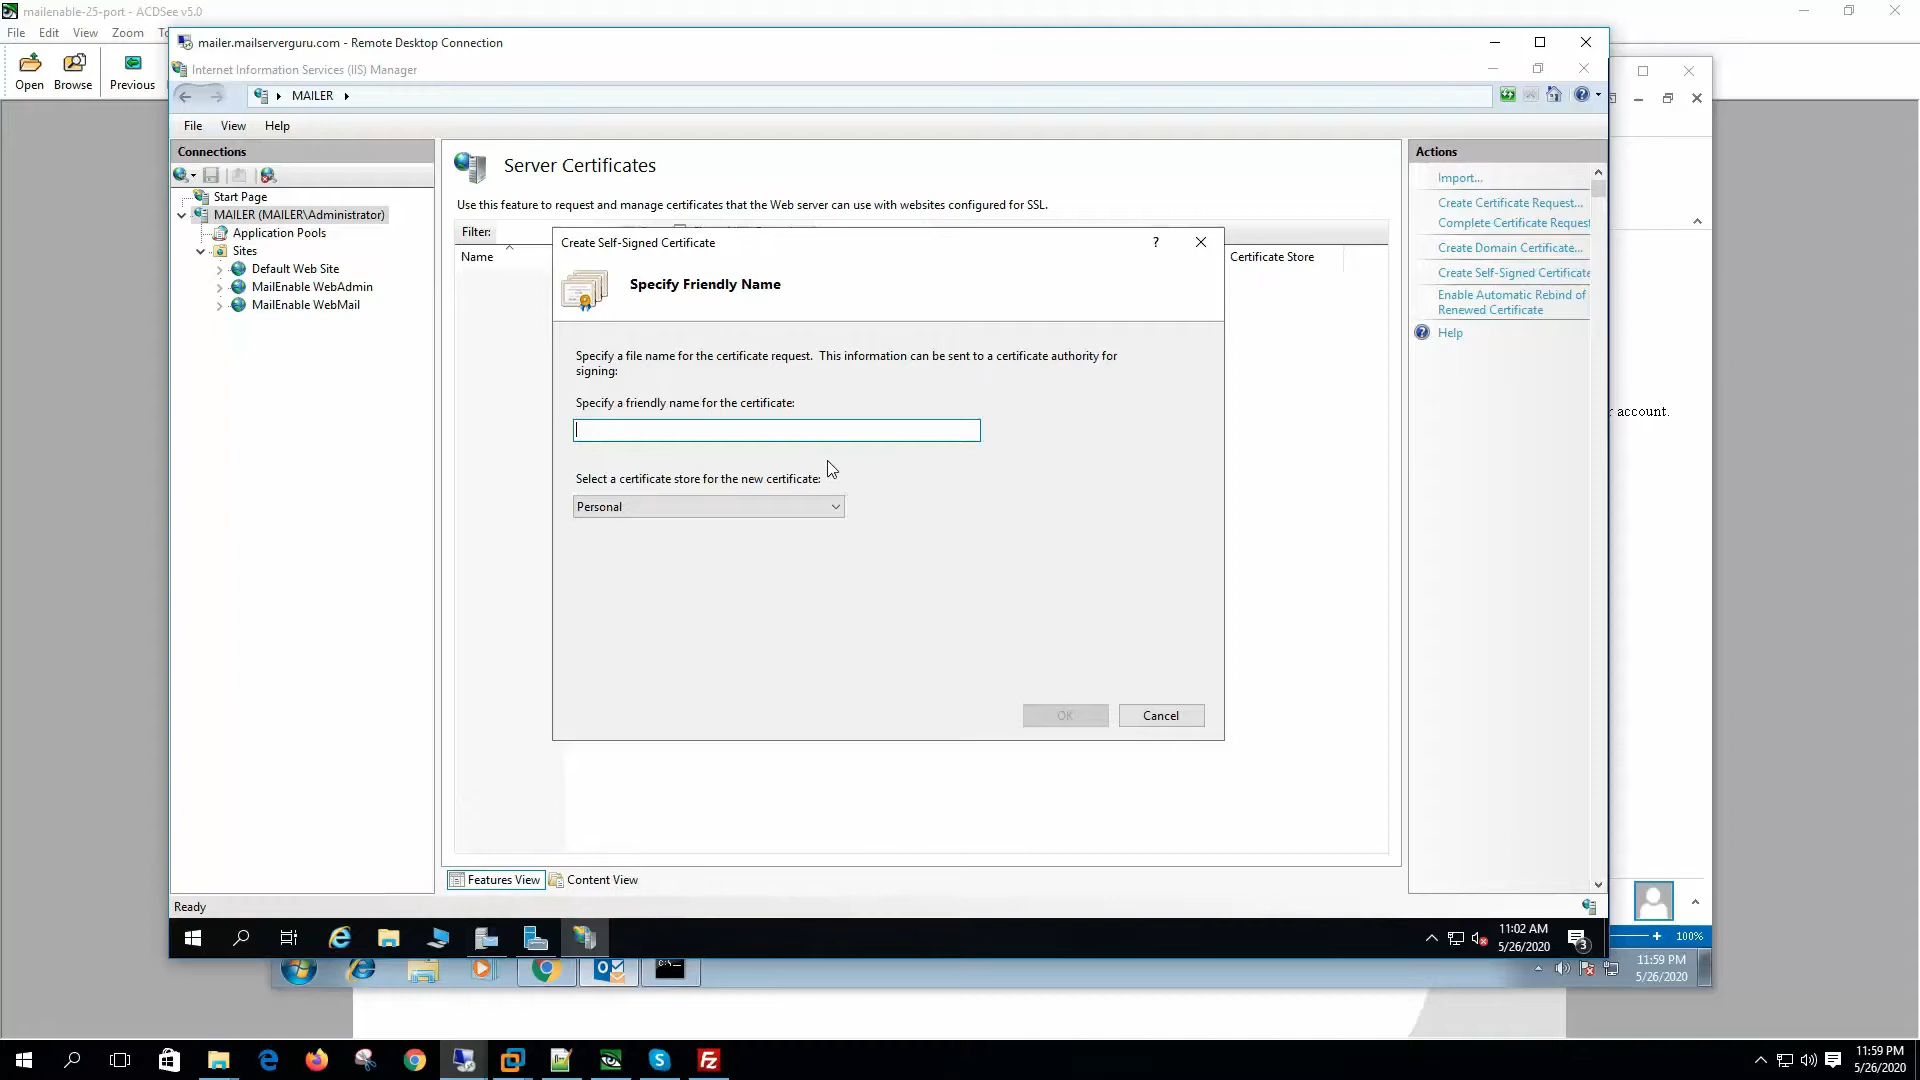 mailenable-25-port - ACDSee v5.0
File Edit View Zoom
Open Browse Previous
mailer.mailserverguru.com - Remote Desktop Connection
Internet Information Services (IIS) Manager
MAILER
File View Help
Connections
Start Page
MAILER (MAILER\Administrator)
Application Pools
Sites
Default Web Site
MailEnable WebAdmin
MailEnable WebMail
Server Certificates
Use this feature to request and manage certificates that the Web server can use with websites configured for SSL.
Filter:
Name
Certificate Store
Create Self-Signed Certificate
?
Specify Friendly Name
Specify a file name for the certificate request. This information can be sent to a certificate authority for
signing:
Specify a friendly name for the certificate:
Select a certificate store for the new certificate:
Personal
OK
Cancel
Actions
Import...
Create Certificate Request...
Complete Certificate Request
Create Domain Certificate...
Create Self-Signed Certificate
Enable Automatic Rebind of
Renewed Certificate
Help
account.
Features View
Content View
Ready
11:02 AM
5/26/2020
3
100%
11:59 PM
5/26/2020
11:59 PM
5/26/2020